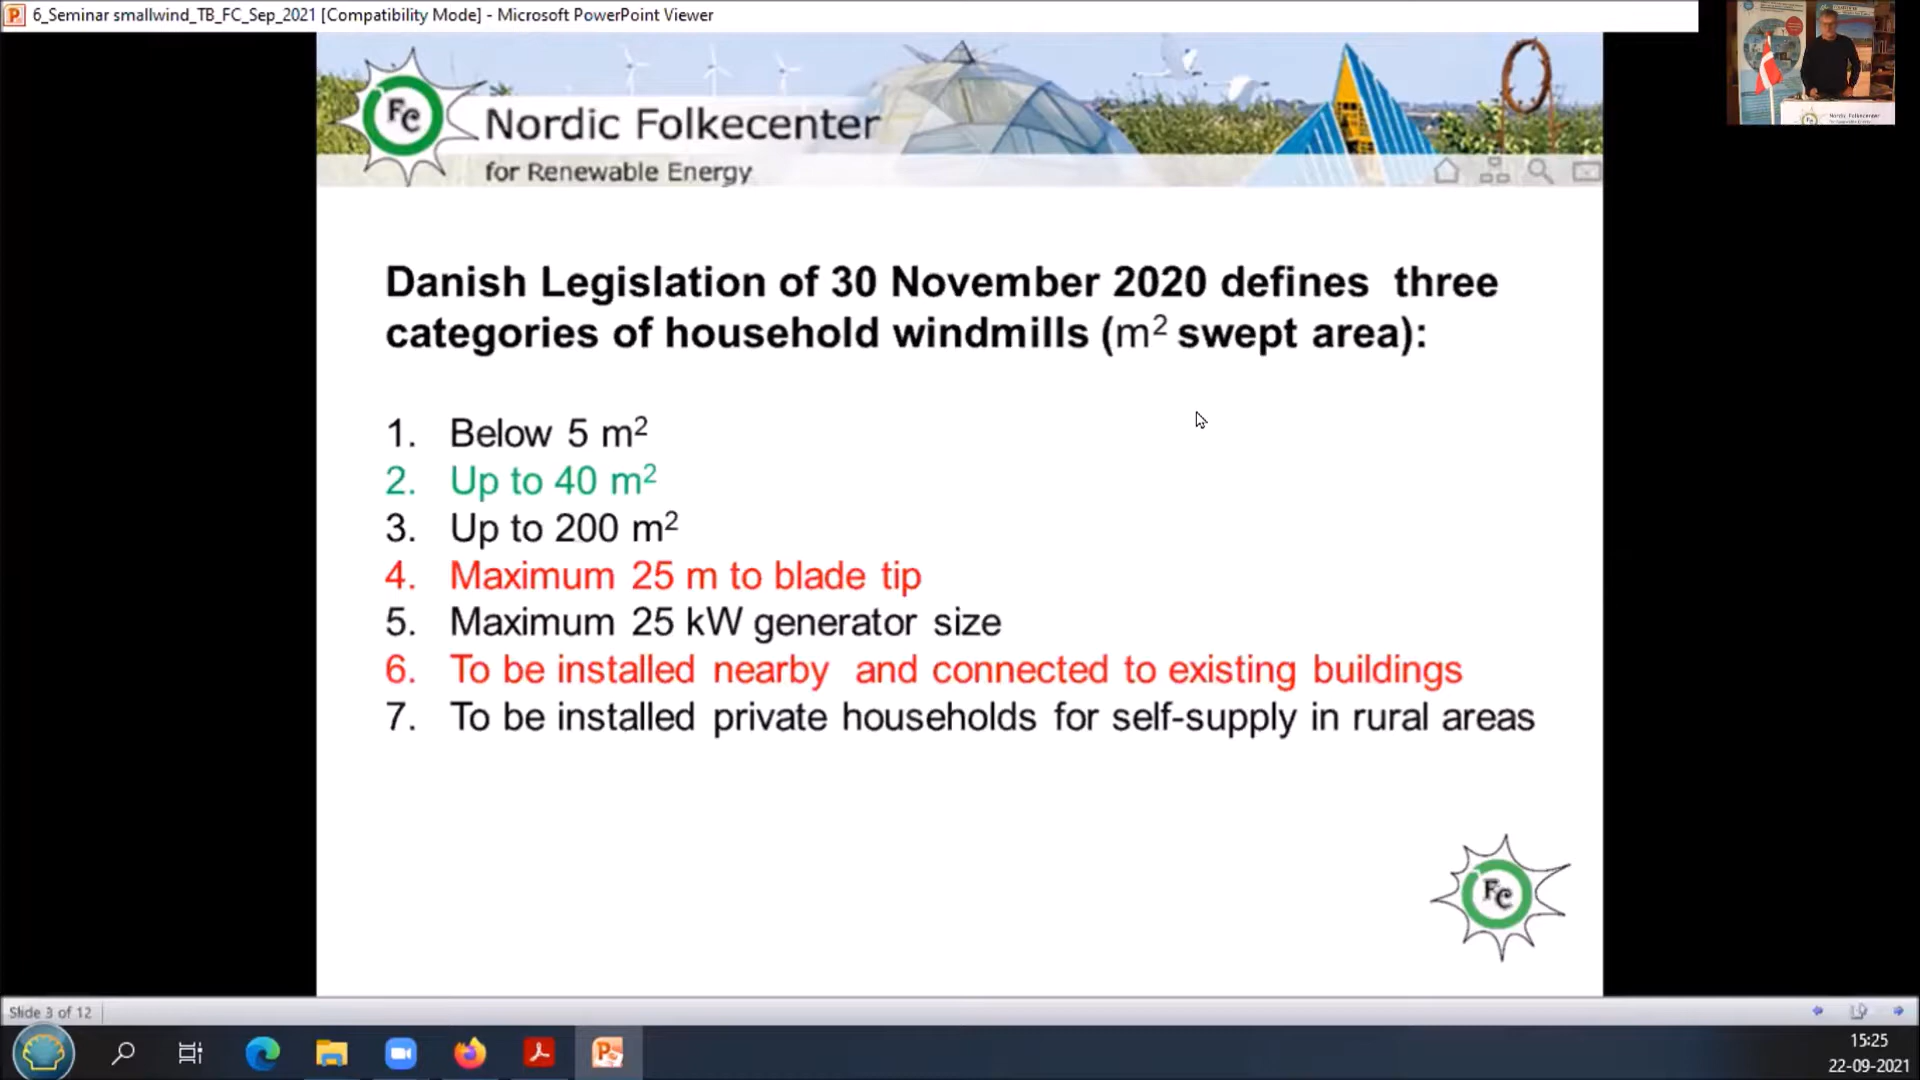 6_Seminar smallwind_TB_FC_Sep_2021 [Compatibility Mode] - Microsoft PowerPoint Viewer
FC
Nordic Folkecenter
for Renewable Energy
Nordic Folkecenter
Danish Legislation of 30 November 2020 defines three
categories of household windmills (m² swept area):
1. Below 5 m²
2. Up to 40 m²
3. Up to 200 m²
4. Maximum 25 m to blade tip
5. Maximum 25 kW generator size
6. To be installed nearby and connected to existing buildings
7. To be installed private households for self-supply in rural areas
FC
Slide 3 of 12
15:25
22-09-2021